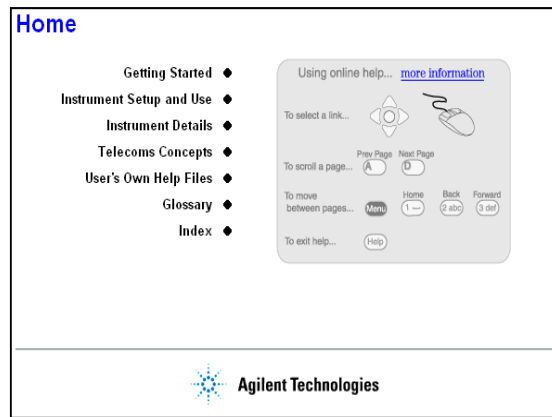 Home
Getting Started
Instrument Setup and Use
Instrument Details
Telecoms Concepts
User's Own Help Files
Glossary
Index
Using online help... more information
To select a link...
Prev Page Next Page
To scroll a page... A D
Home Back Forward
To move
between pages... Menu 1 2 abc 3 def
To exit help... Help
Agilent Technologies